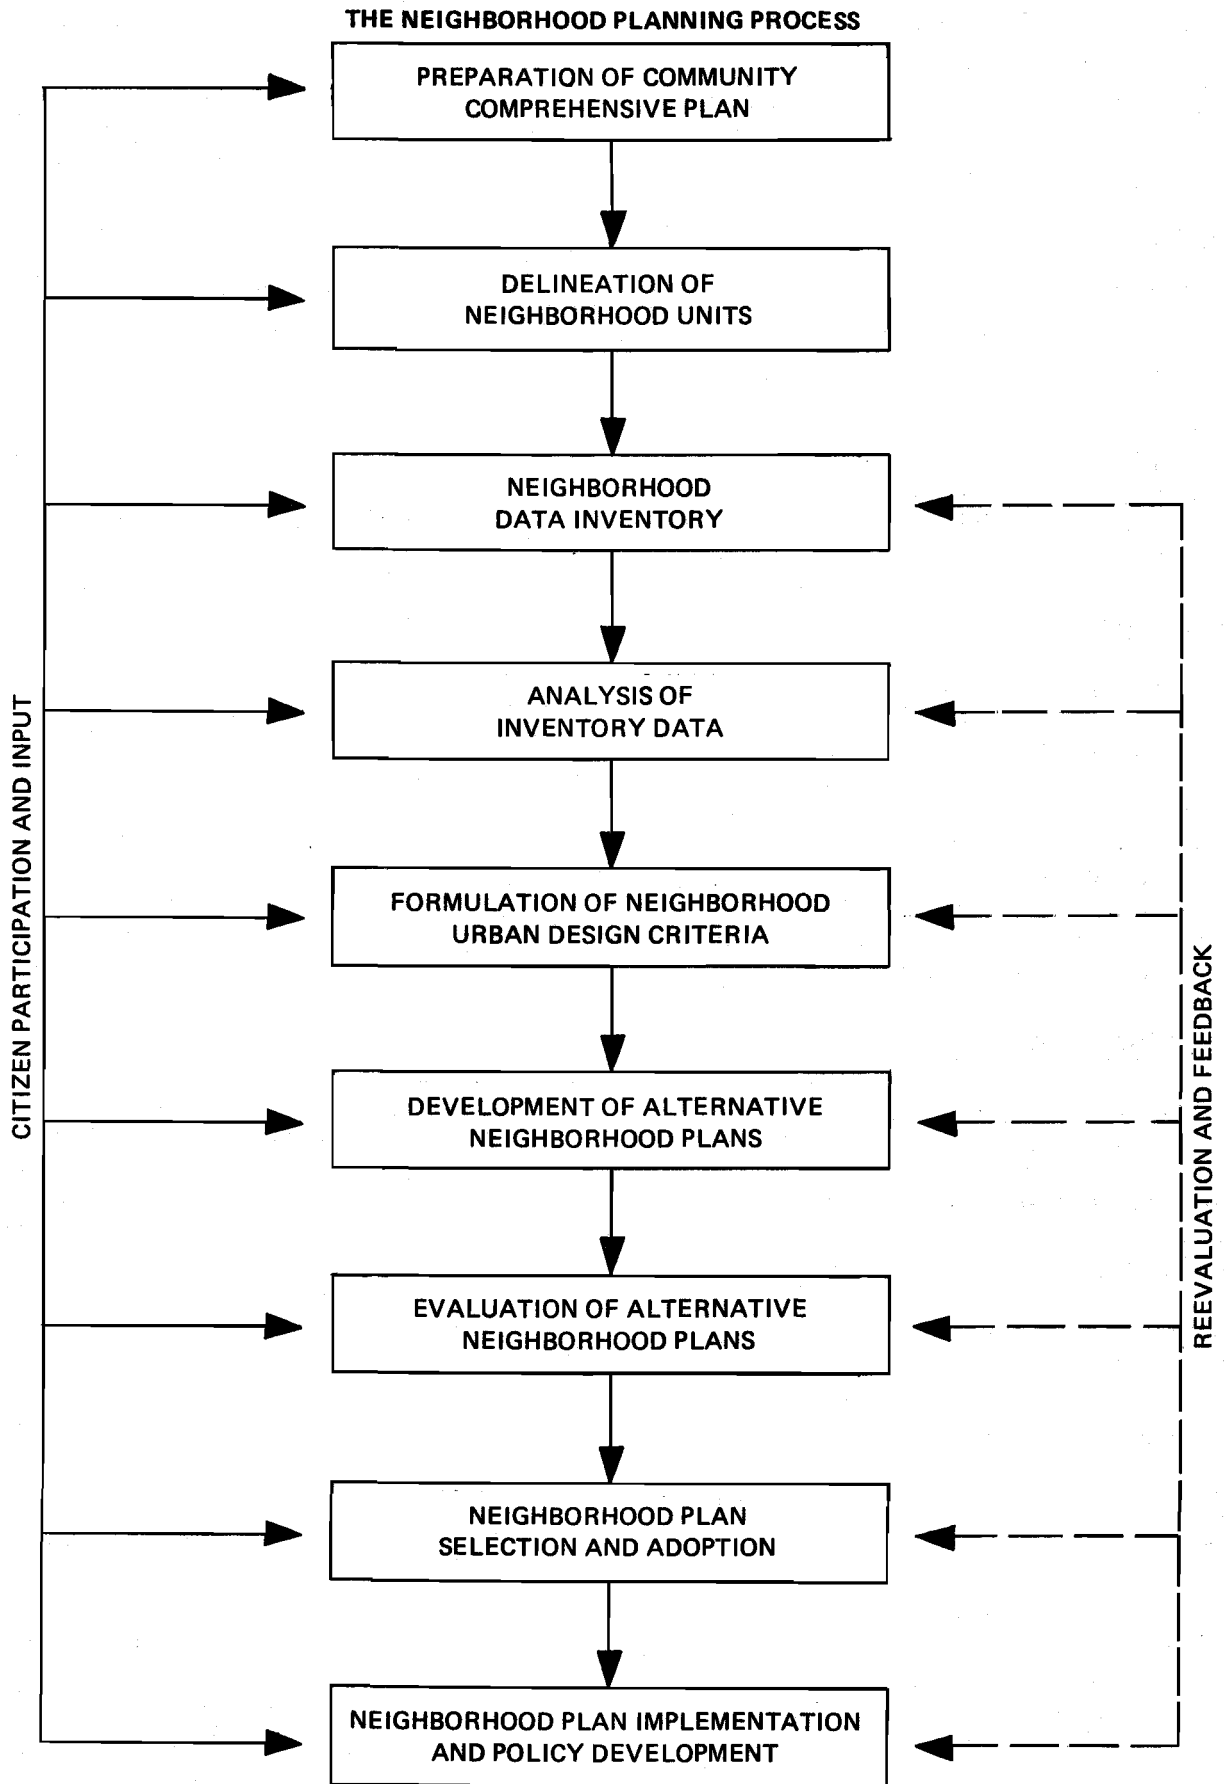 THE NEIGHBORHOOD PLANNING PROCESS
PREPARATION OF COMMUNITY
COMPREHENSIVE PLAN
DELINEATION OF
NEIGHBORHOOD UNITS
NEIGHBORHOOD
DATA INVENTORY
ANALYSIS OF
INVENTORY DATA
FORMULATION OF NEIGHBORHOOD
URBAN DESIGN CRITERIA
DEVELOPMENT OF ALTERNATIVE
NEIGHBORHOOD PLANS
EVALUATION OF ALTERNATIVE
NEIGHBORHOOD PLANS
NEIGHBORHOOD PLAN
SELECTION AND ADOPTION
NEIGHBORHOOD PLAN IMPLEMENTATION
AND POLICY DEVELOPMENT
CITIZEN PARTICIPATION AND INPUT
REEVALUATION AND FEEDBACK